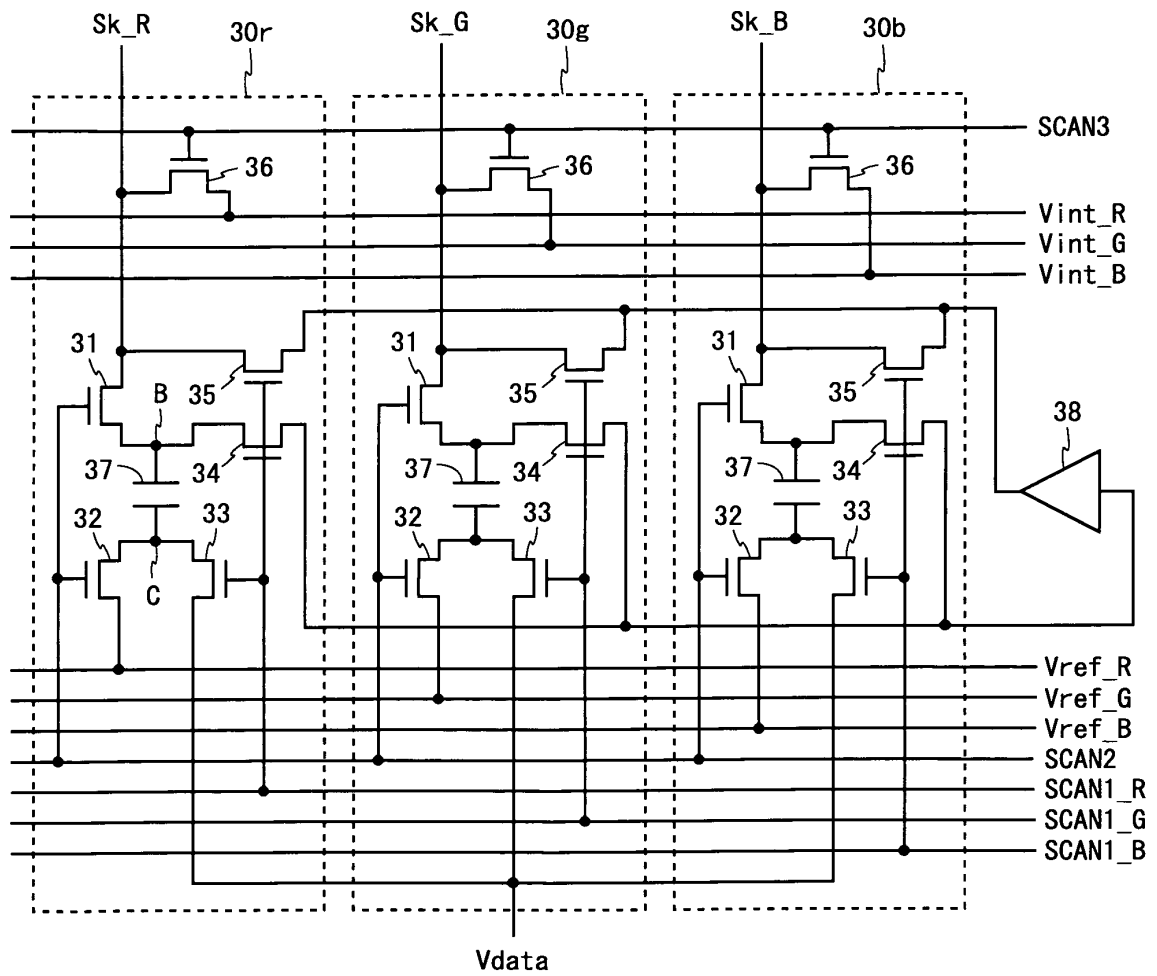 Sk_R
30r
Sk_G
30g
Sk_B
30b
SCAN3
36
36
36
Vint_R
Vint_G
Vint_B
31
31
31
B
35
35
35
38
37
34
37
34
37
34
32
33
32
33
32
33
C
Vref_R
Vref_G
Vref_B
SCAN2
SCAN1_R
SCAN1_G
SCAN1_B
Vdata